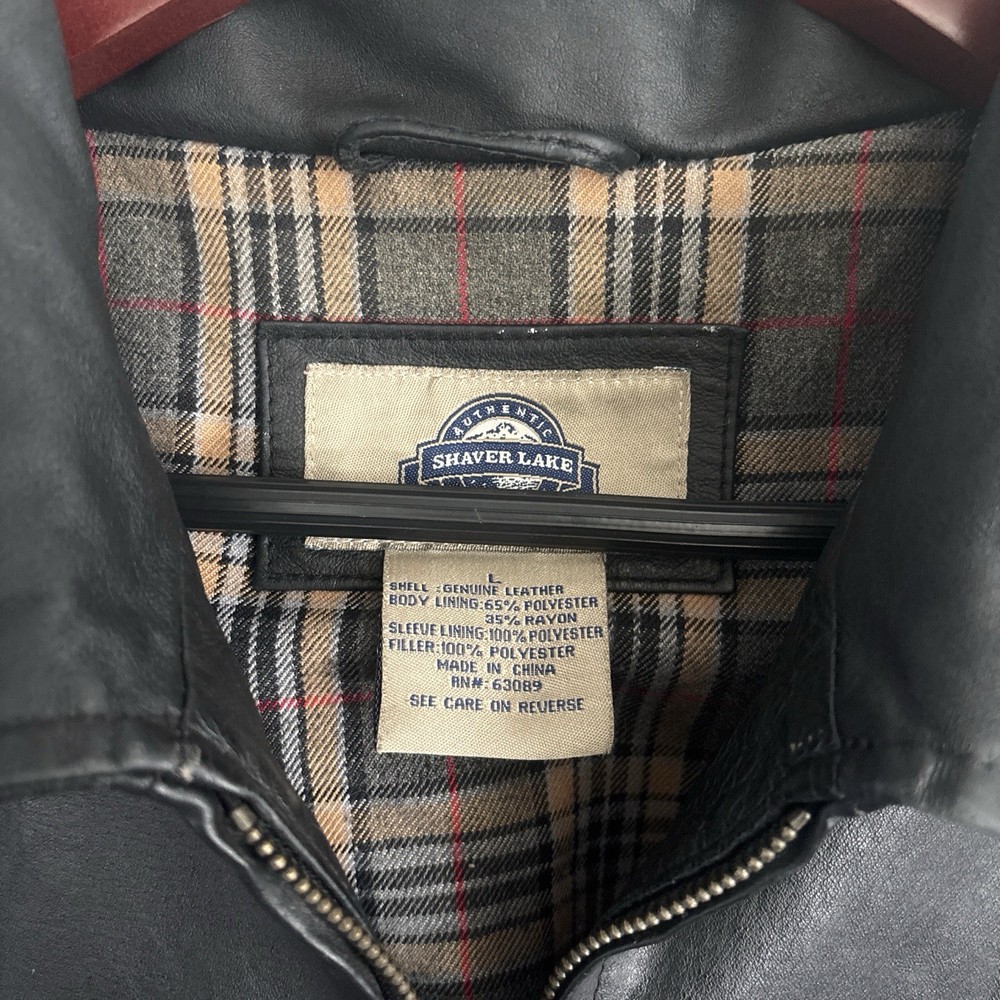 AUTHENTIC
SHAVER LAKE
L
SHELL :GENUINE LEATHER
BODY LINING:65% POLYESTER
35% RAYON
SLEEVE LINING:100% POLYESTER
FILLER:100% POLYESTER
MADE IN CHINA
RN#:63089
SEE CARE ON REVERSE